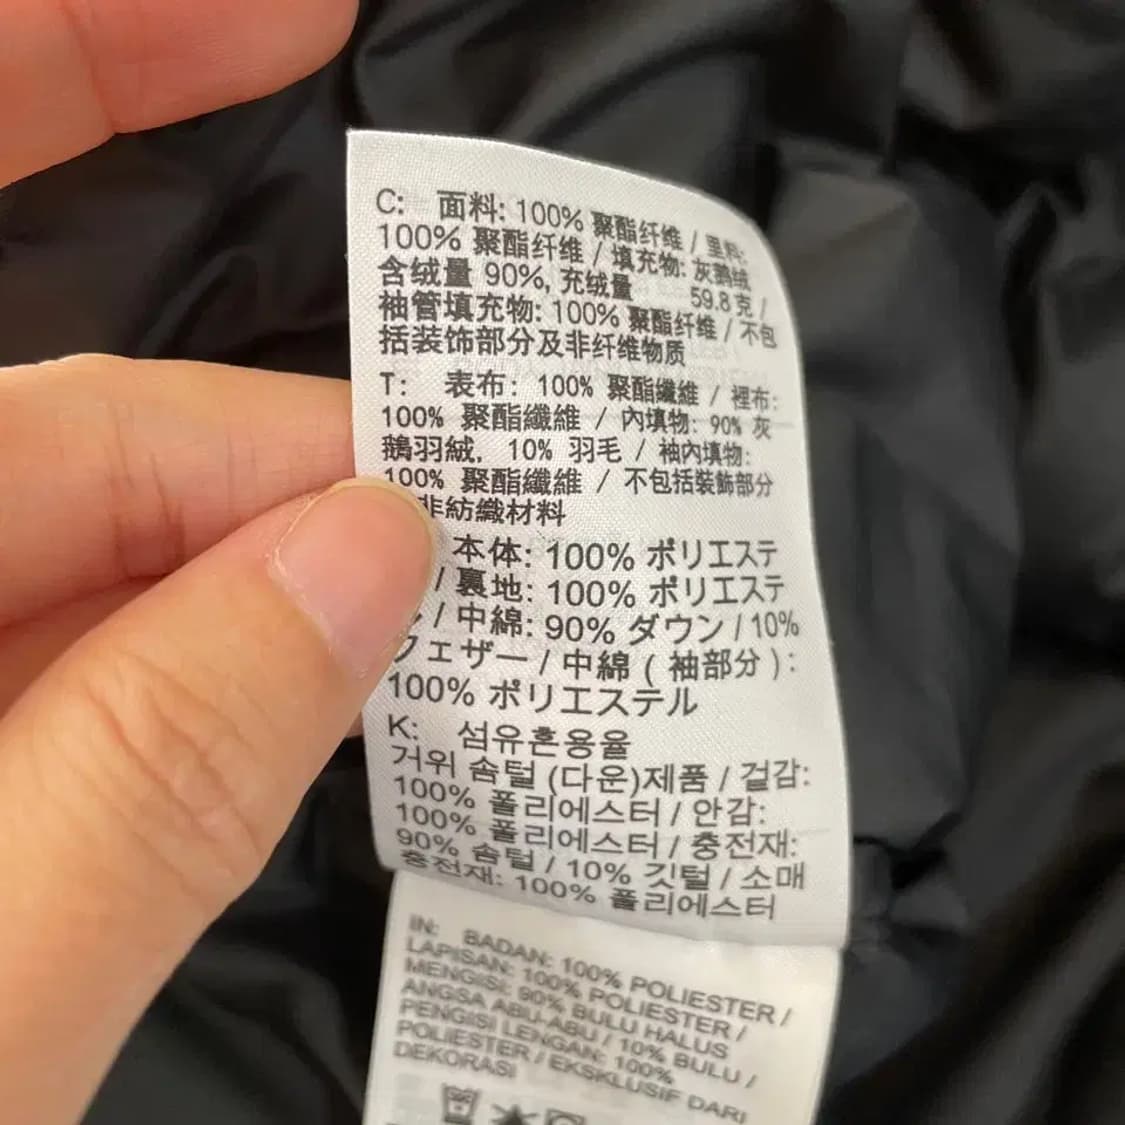 C: 面料: 100% 聚酯纤维 / 里料:
100% 聚酯纤维 / 填充物: 灰鹅绒
含绒量 90%, 充绒量 59.8 克 /
袖管填充物: 100% 聚酯纤维 / 不包
括装饰部分及非纤维物质
T: 表布: 100% 聚酯纖維 / 裡布:
100% 聚酯纖維 / 內填物: 90% 灰
鵝羽絨, 10% 羽毛 / 袖內填物:
100% 聚酯纖維 / 不包括裝飾部分
非紡織材料
本体: 100% ポリエステ
/ 裏地: 100% ポリエステ
/ 中綿: 90% ダウン / 10%
フェザー / 中綿 ( 袖部分 ):
100% ポリエステル
K: 섬유혼용율
거위 솜털 (다운)제품 / 겉감:
100% 폴리에스터 / 안감:
100% 폴리에스터 / 충전재:
90% 솜털 / 10% 깃털 / 소매
충전재: 100% 폴리에스터
IN: BADAN: 100% POLIESTER /
LAPISAN: 100% POLIESTER /
MENGISI: 90% BULU HALUS
ANGSA ABU-ABU / 10% BULU /
PENGISI LENGAN: 100%
POLIESTER / EKSKLUSIF DARI
DEKORASI